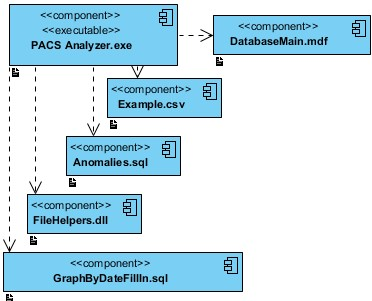 <<component>>
<<executable>>
PACS Analyzer.exe
<<component>>
DatabaseMain.mdf
<<component>>
Example.csv
<<component>>
Anomalies.sql
<<component>>
FileHelpers.dll
<<component>>
GraphByDateFillIn.sql